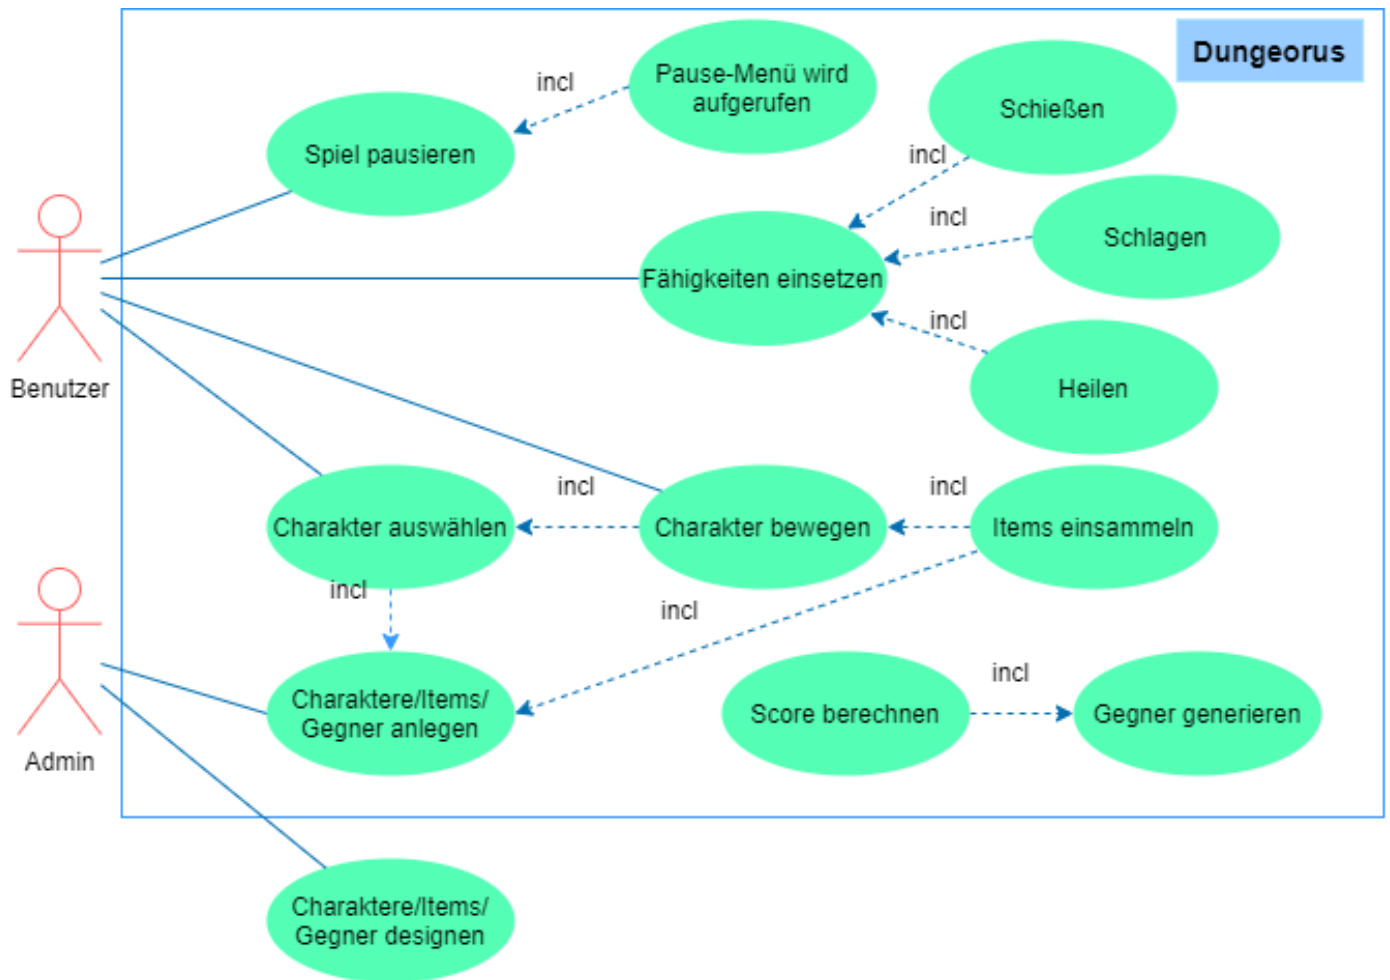 Dungeorus
incl
Pause-Menü wird
aufgerufen
Schießen
Spiel pausieren
incl
Schlagen
incl
Fähigkeiten einsetzen
incl
Heilen
Benutzer
incl
incl
Charakter auswählen
Charakter bewegen
Items einsammeln
incl
incl
incl
Charaktere/Items/
Gegner anlegen
Score berechnen
Gegner generieren
Admin
Charaktere/Items/
Gegner designen